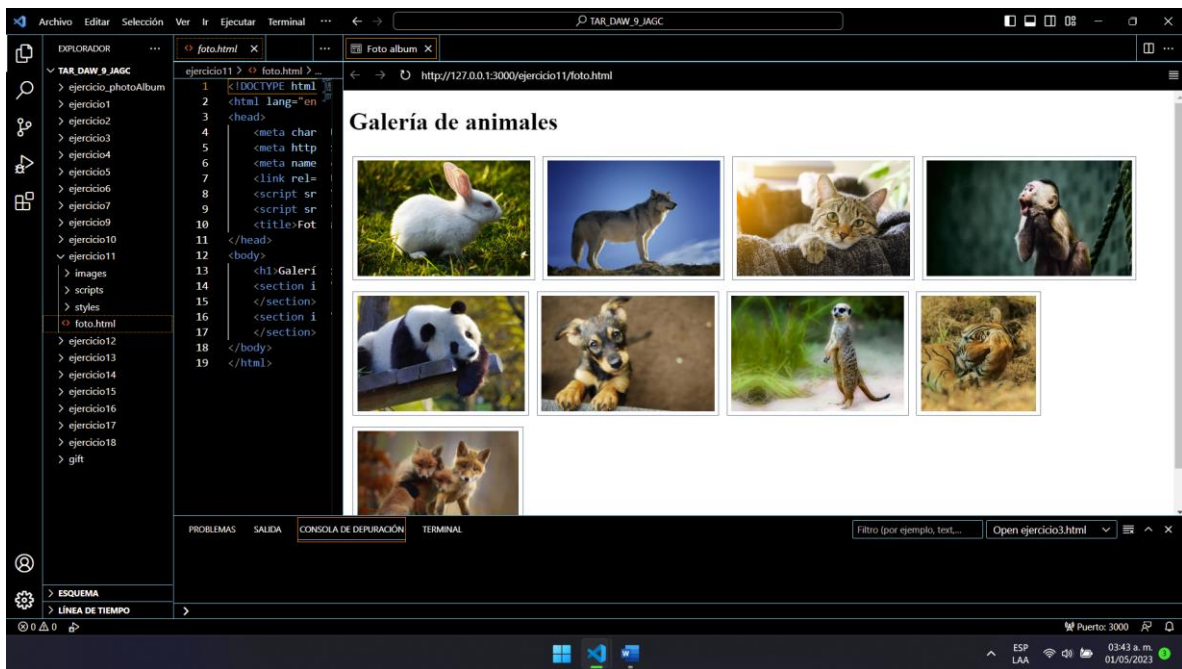 Archivo Editar Selección Ver Ir Ejecutar Terminal ··· ← → TAR_DAW_9_JAGC
EXPLORADOR ···
TAR_DAW_9_JAGC
ejercicio_photoAlbum
ejercicio1
ejercicio2
ejercicio3
ejercicio4
ejercicio5
ejercicio6
ejercicio7
ejercicio9
ejercicio10
ejercicio11
images
scripts
styles
foto.html
ejercicio12
ejercicio13
ejercicio14
ejercicio15
ejercicio16
ejercicio17
ejercicio18
gift
ESQUEMA
LÍNEA DE TIEMPO
foto.html × ···
ejercicio11 > foto.html > ...
1 <!DOCTYPE html
2 <html lang="en
3 <head>
4 <meta char
5 <meta http
6 <meta name
7 <link rel=
8 <script sr
9 <script sr
10 <title>Fot
11 </head>
12 <body>
13 <h1>Galerí
14 <section i
15 </section>
16 <section i
17 </section>
18 </body>
19 </html>
Foto album × ···
http://127.0.0.1:3000/ejercicio11/foto.html
Galería de animales
PROBLEMAS SALIDA CONSOLA DE DEPURACIÓN TERMINAL Filtro (por ejemplo, text,... Open ejercicio3.html
>
0 0 Puerto: 3000
ESP
LAA
03:43 a. m.
01/05/2023
3